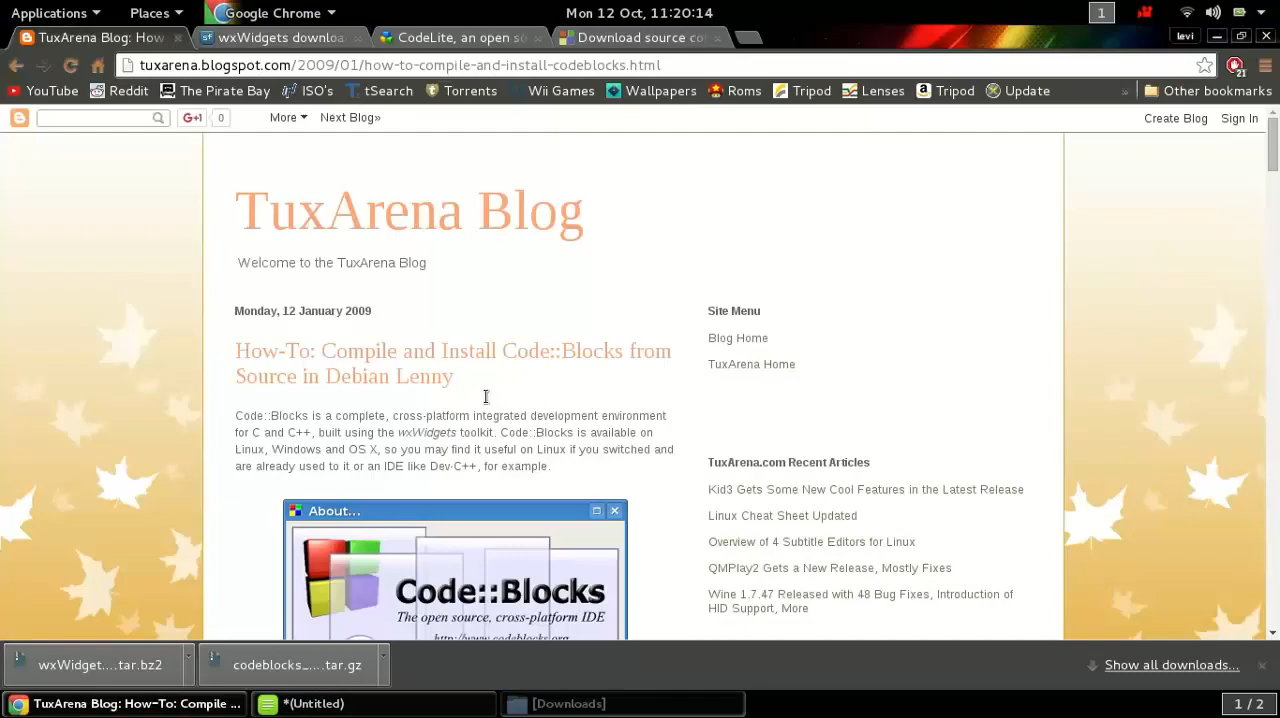 Applications Places Google Chrome Mon 12 Oct, 11:20:14 1
TuxArena Blog: How wxWidgets downloa CodeLite, an open s Download source co levi
tuxarena.blogspot.com/2009/01/how-to-compile-and-install-codeblocks.html 21
YouTube Reddit The Pirate Bay ISO's tSearch Torrents Wii Games Wallpapers Roms Tripod Lenses Tripod Update » Other bookmarks
G+1 0 More Next Blog» Create Blog Sign In
TuxArena Blog
Welcome to the TuxArena Blog
Monday, 12 January 2009
How-To: Compile and Install Code::Blocks from
Source in Debian Lenny
Code::Blocks is a complete, cross-platform integrated development environment
for C and C++, built using the wxWidgets toolkit. Code::Blocks is available on
Linux, Windows and OS X, so you may find it useful on Linux if you switched and
are already used to it or an IDE like Dev-C++, for example.
About...
Code::Blocks
The open source, cross-platform IDE
http://www.codeblocks.org
Site Menu
Blog Home
TuxArena Home
TuxArena.com Recent Articles
Kid3 Gets Some New Cool Features in the Latest Release
Linux Cheat Sheet Updated
Overview of 4 Subtitle Editors for Linux
QMPlay2 Gets a New Release, Mostly Fixes
Wine 1.7.47 Released with 48 Bug Fixes, Introduction of
HID Support, More
wxWidget....tar.bz2 codeblocks_....tar.gz Show all downloads...
TuxArena Blog: How-To: Compile ... *(Untitled) [Downloads] 1 / 2